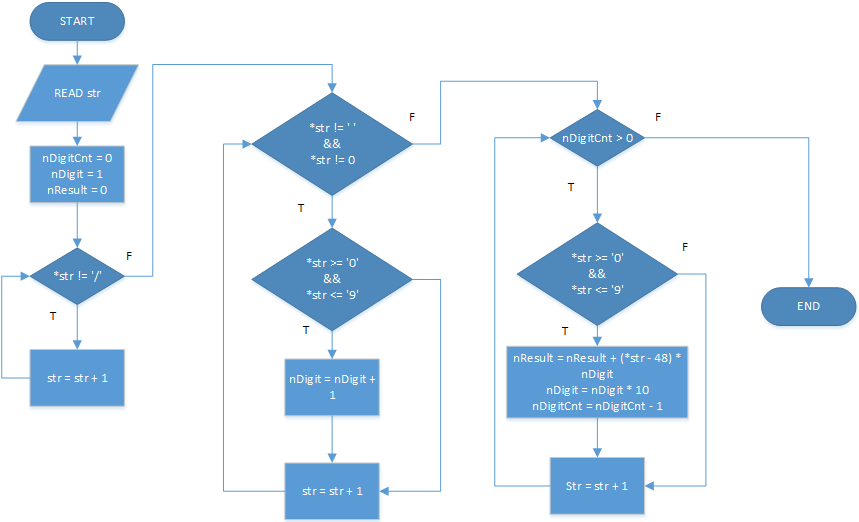 START
READ str
nDigitCnt = 0
nDigit = 1
nResult = 0
*str != '/'
F
T
str = str + 1
*str != ' '
&&
*str != 0
F
T
*str >= '0'
&&
*str <= '9'
T
nDigit = nDigit +
1
str = str + 1
nDigitCnt > 0
F
T
*str >= '0'
&&
*str <= '9'
F
T
nResult = nResult + (*str - 48) *
nDigit
nDigit = nDigit * 10
nDigitCnt = nDigitCnt - 1
Str = str + 1
END